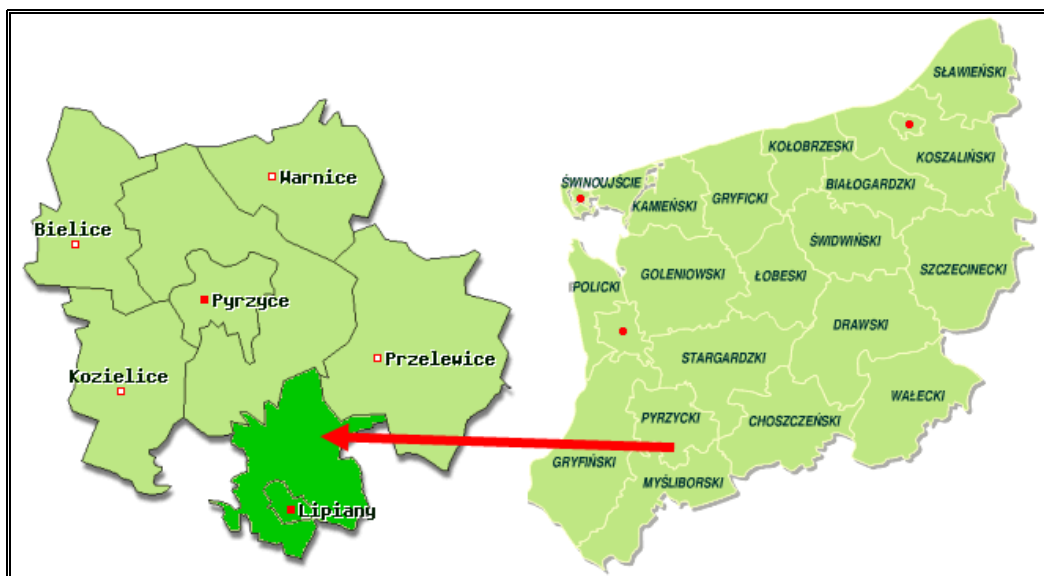 Warnice
Bielice
Pyrzyce
Przelewice
Kozielice
Lipiany
SŁAWIEŃSKI
KOSZALIŃSKI
KOŁOBRZESKI
BIAŁOGARDZKI
ŚWINOUJŚCIE
KAMIEŃSKI
GRYFICKI
ŚWIDWIŃSKI
SZCZECINECKI
GOLENIOWSKI
ŁOBESKI
POLICKI
DRAWSKI
STARGARDZKI
WAŁECKI
PYRZYCKI
CHOSZCZEŃSKI
GRYFIŃSKI
MYŚLIBORSKI